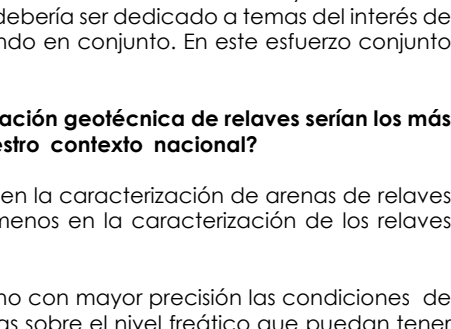 debería ser dedicado a temas del interés de
ndo en conjunto. En este esfuerzo conjunto
ación geotécnica de relaves serían los más
estro contexto nacional?
en la caracterización de arenas de relaves
menos en la caracterización de los relaves
no con mayor precisión las condiciones de
as sobre el nivel freático que puedan tener